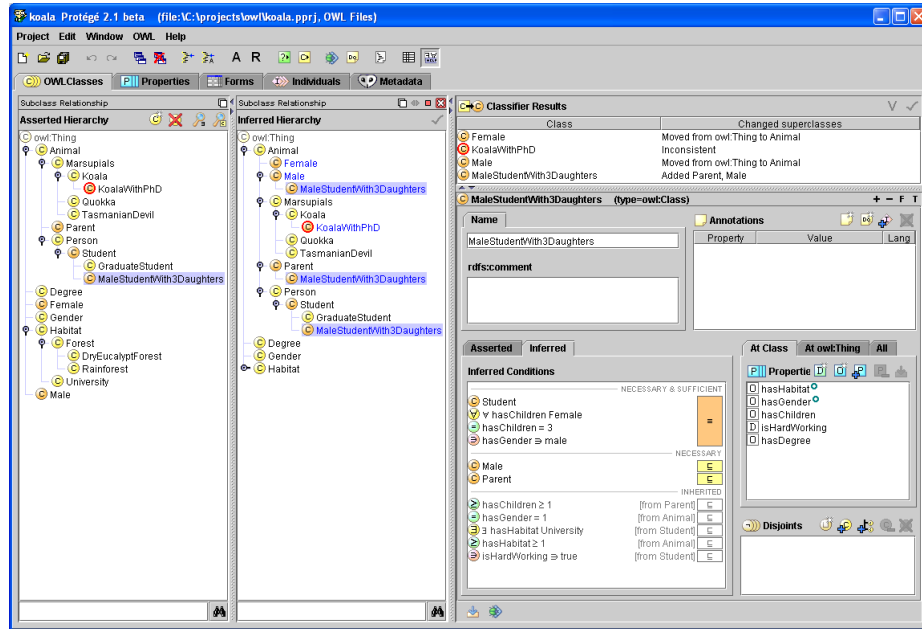 koala Protégé 2.1 beta (file:\C:\projects\owl\koala.pprj, OWL Files)
Project Edit Window OWL Help
OWLClasses Properties Forms Individuals Metadata
Subclass Relationship
Asserted Hierarchy
owl:Thing
Animal
Marsupials
Koala
KoalaWithPhD
Quokka
TasmanianDevil
Parent
Person
Student
GraduateStudent
MaleStudentWith3Daughters
Degree
Female
Gender
Habitat
Forest
DryEucalyptForest
Rainforest
University
Male
Subclass Relationship
Inferred Hierarchy
owl:Thing
Animal
Female
Male
MaleStudentWith3Daughters
Marsupials
Koala
KoalaWithPhD
Quokka
TasmanianDevil
Parent
MaleStudentWith3Daughters
Person
Student
GraduateStudent
MaleStudentWith3Daughters
Degree
Gender
Habitat
Classifier Results
Class Changed superclasses
Female Moved from owl:Thing to Animal
KoalaWithPhD Inconsistent
Male Moved from owl:Thing to Animal
MaleStudentWith3Daughters Added Parent, Male
MaleStudentWith3Daughters (type=owl:Class) + − F T
Name
MaleStudentWith3Daughters
rdfs:comment
Annotations
Property Value Lang
Asserted Inferred
Inferred Conditions
NECESSARY & SUFFICIENT
Student
∀ hasChildren Female
hasChildren = 3
hasGender ∋ male
NECESSARY
Male
Parent
INHERITED
hasChildren ≥ 1 [from Parent]
hasGender = 1 [from Animal]
∃ hasHabitat University [from Student]
hasHabitat ≥ 1 [from Animal]
isHardWorking ∋ true [from Student]
At Class At owl:Thing All
Propertie
O hasHabitat
O hasGender
O hasChildren
D isHardWorking
O hasDegree
Disjoints